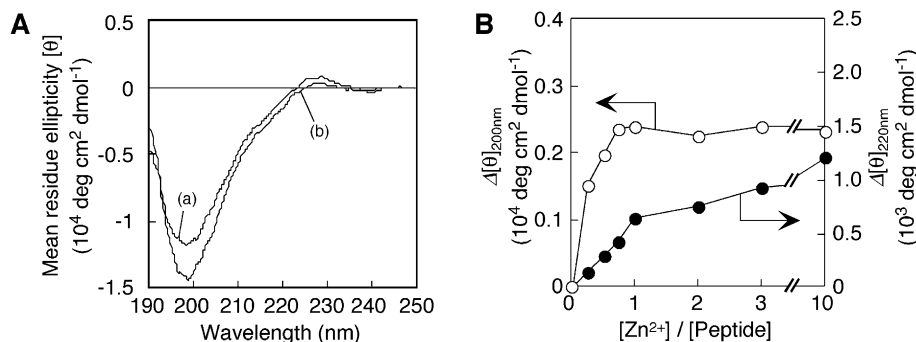 A
Mean residue ellipticity [θ]
(10⁴ deg cm² dmol⁻¹)
0.5
0
-0.5
-1
-1.5
(a)
(b)
190 200 210 220 230 240 250
Wavelength (nm)
B
Δ[θ]200nm
(10⁴ deg cm² dmol⁻¹)
0.4
0.3
0.2
0.1
0
2.5
2.0
1.5
1.0
0.5
0
Δ[θ]220nm
(10³ deg cm² dmol⁻¹)
0 1 2 3 10
[Zn²⁺] / [Peptide]